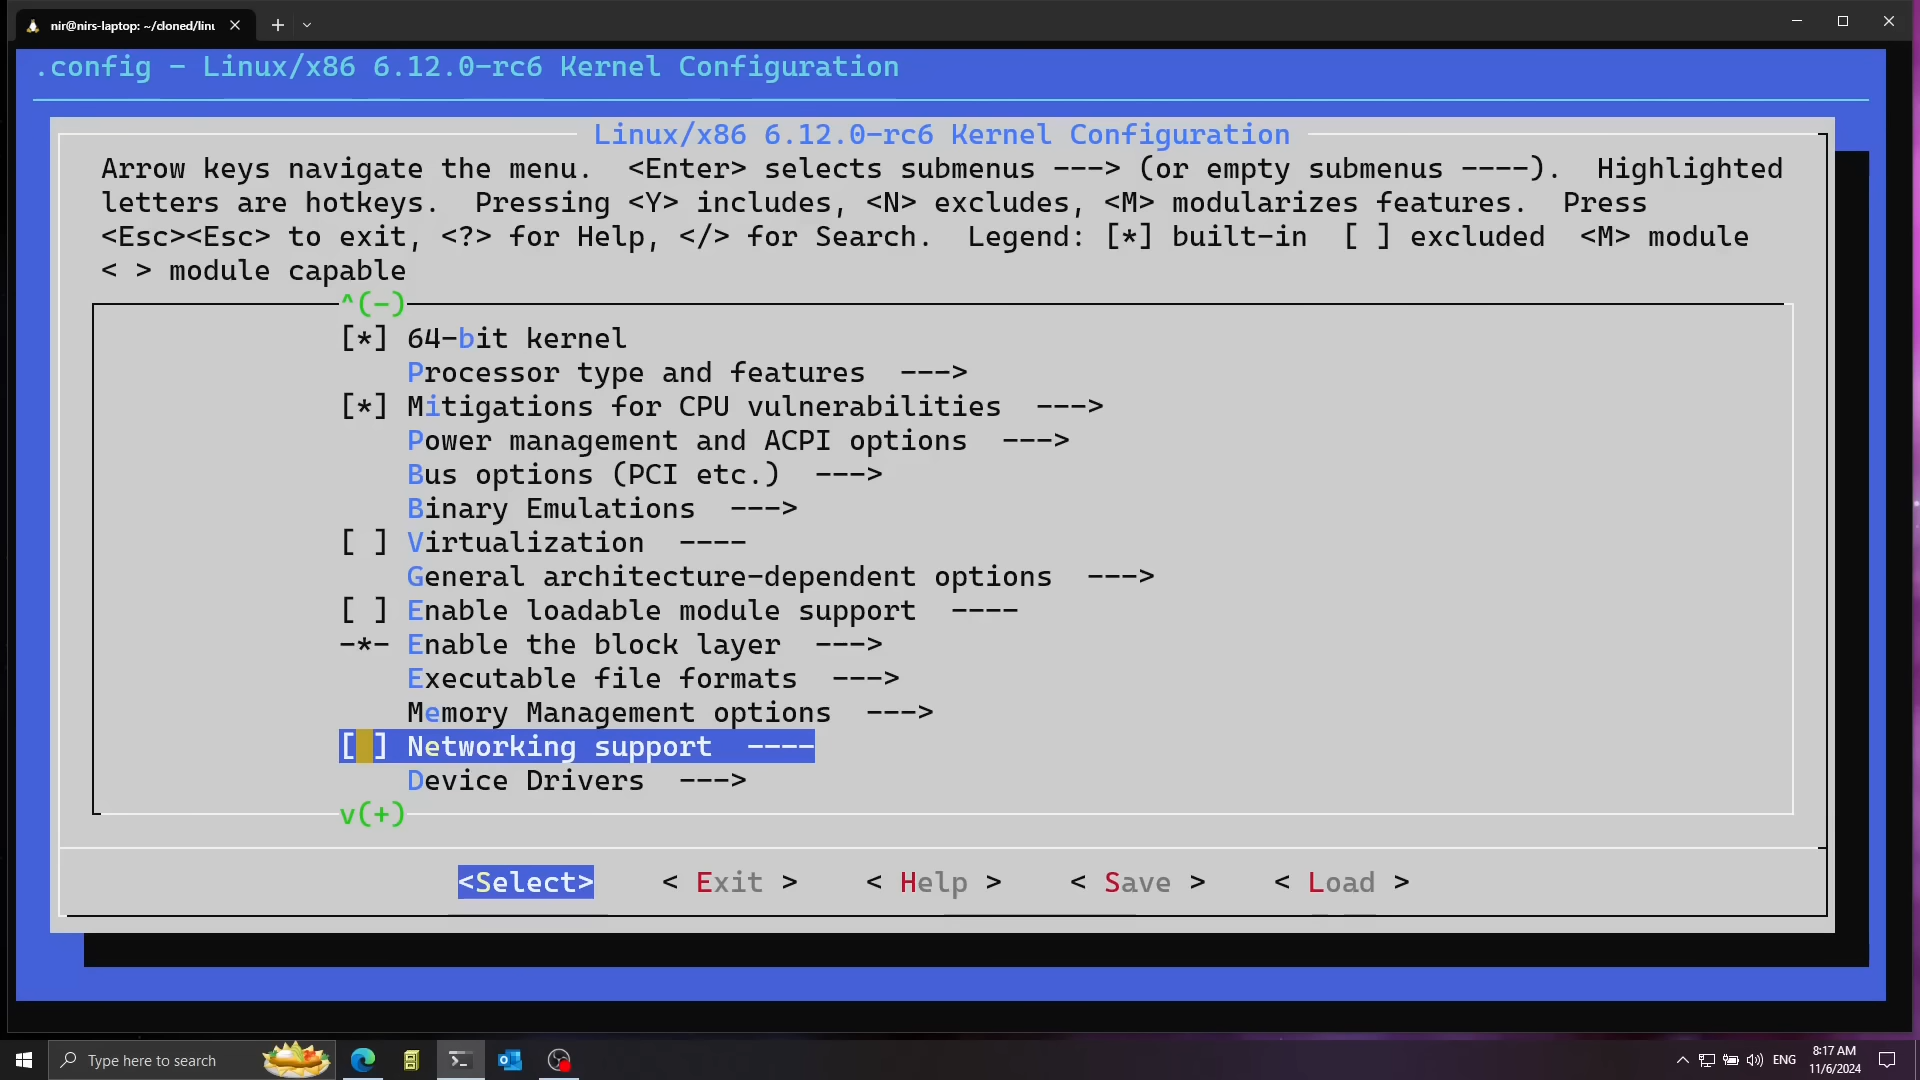 nir@nirs-laptop: ~/cloned/linu
.config - Linux/x86 6.12.0-rc6 Kernel Configuration
Linux/x86 6.12.0-rc6 Kernel Configuration
Arrow keys navigate the menu.  <Enter> selects submenus ---> (or empty submenus ----).  Highlighted
letters are hotkeys.  Pressing <Y> includes, <N> excludes, <M> modularizes features.  Press
<Esc><Esc> to exit, <?> for Help, </> for Search.  Legend: [*] built-in  [ ] excluded  <M> module
< > module capable
^(-)
[*] 64-bit kernel
Processor type and features  --->
[*] Mitigations for CPU vulnerabilities  --->
Power management and ACPI options  --->
Bus options (PCI etc.)  --->
Binary Emulations  --->
[ ] Virtualization  ----
General architecture-dependent options  --->
[ ] Enable loadable module support  ----
-*- Enable the block layer  --->
Executable file formats  --->
Memory Management options  --->
[ ] Networking support  ----
Device Drivers  --->
v(+)
<Select>    < Exit >    < Help >    < Save >    < Load >
Type here to search
ENG
8:17 AM
11/6/2024